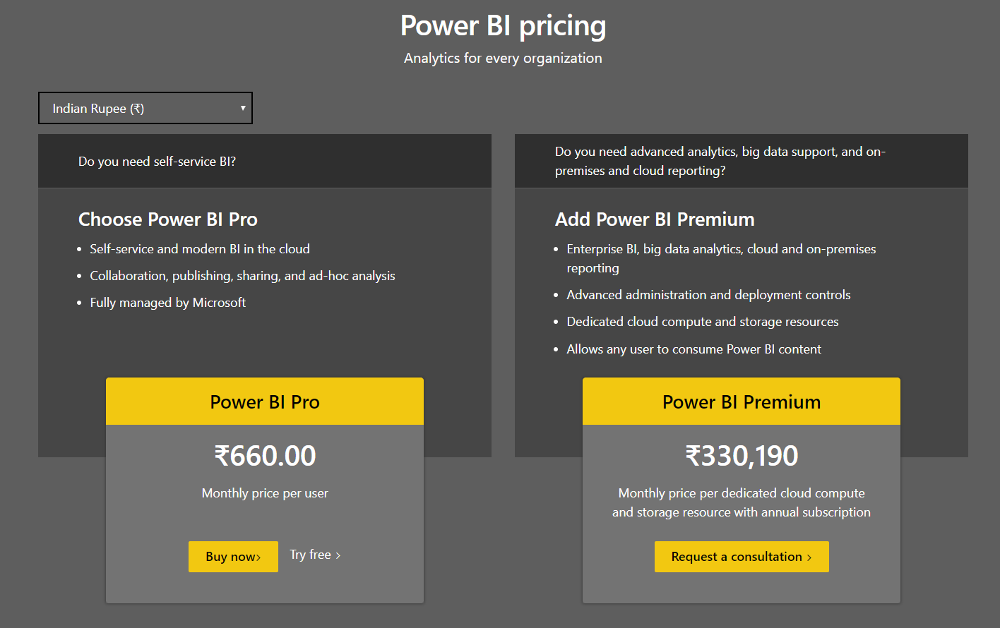 Power BI pricing
Analytics for every organization
Indian Rupee (₹)
Do you need self-service BI?
Choose Power BI Pro
• Self-service and modern BI in the cloud
• Collaboration, publishing, sharing, and ad-hoc analysis
• Fully managed by Microsoft
Power BI Pro
₹660.00
Monthly price per user
Buy now›
Try free ›
Do you need advanced analytics, big data support, and on-
premises and cloud reporting?
Add Power BI Premium
• Enterprise BI, big data analytics, cloud and on-premises
reporting
• Advanced administration and deployment controls
• Dedicated cloud compute and storage resources
• Allows any user to consume Power BI content
Power BI Premium
₹330,190
Monthly price per dedicated cloud compute
and storage resource with annual subscription
Request a consultation ›